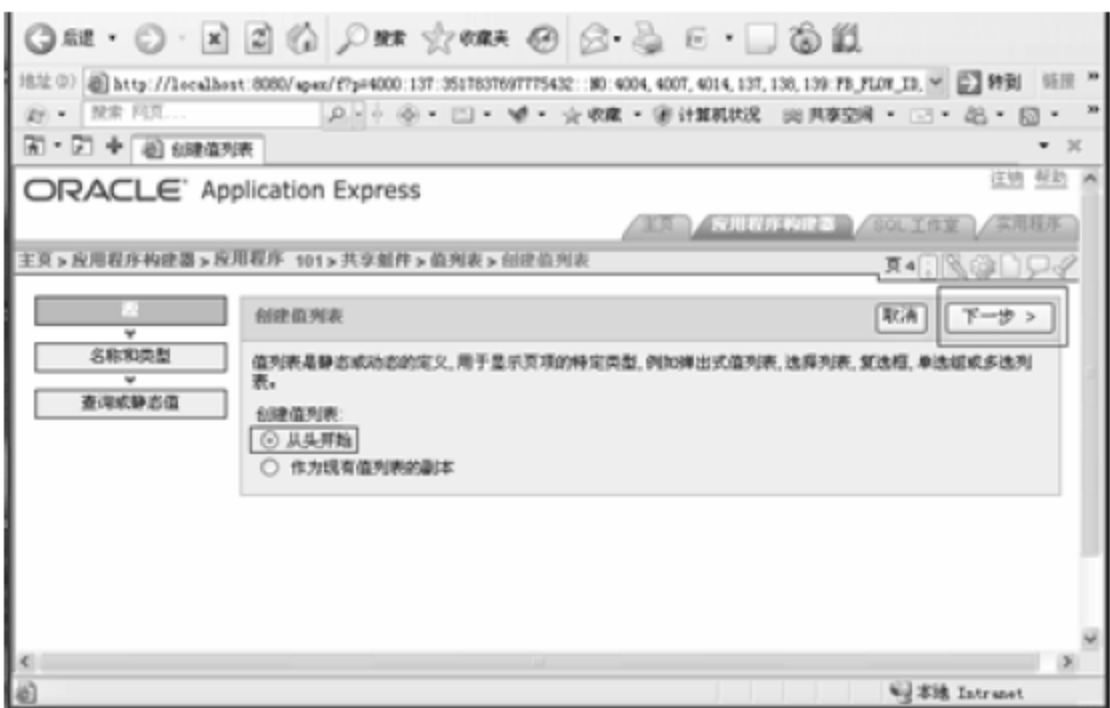 后退 搜索 收藏夹
地址(D) http://localhost:8080/apex/f?p=4000:137:3517837697775432::NO:4004,4007,4014,137,138,139:FB_FLOW_ID, 转到 链接 »
搜索 网页... 收藏 计算机状况 共享空间 »
创建值列表
ORACLE Application Express
注销 帮助
主页 应用程序构建器 SQL 工作室 实用程序
主页 > 应用程序构建器 > 应用程序 101 > 共享组件 > 值列表 > 创建值列表
页 4
源
创建值列表
取消 下一步 >
名称和类型
查询或静态值
值列表是静态或动态的定义, 用于显示页项的特定类型, 例如弹出式值列表, 选择列表, 复选框, 单选组或多选列
表。
创建值列表:
从头开始
作为现有值列表的副本
本地 Intranet